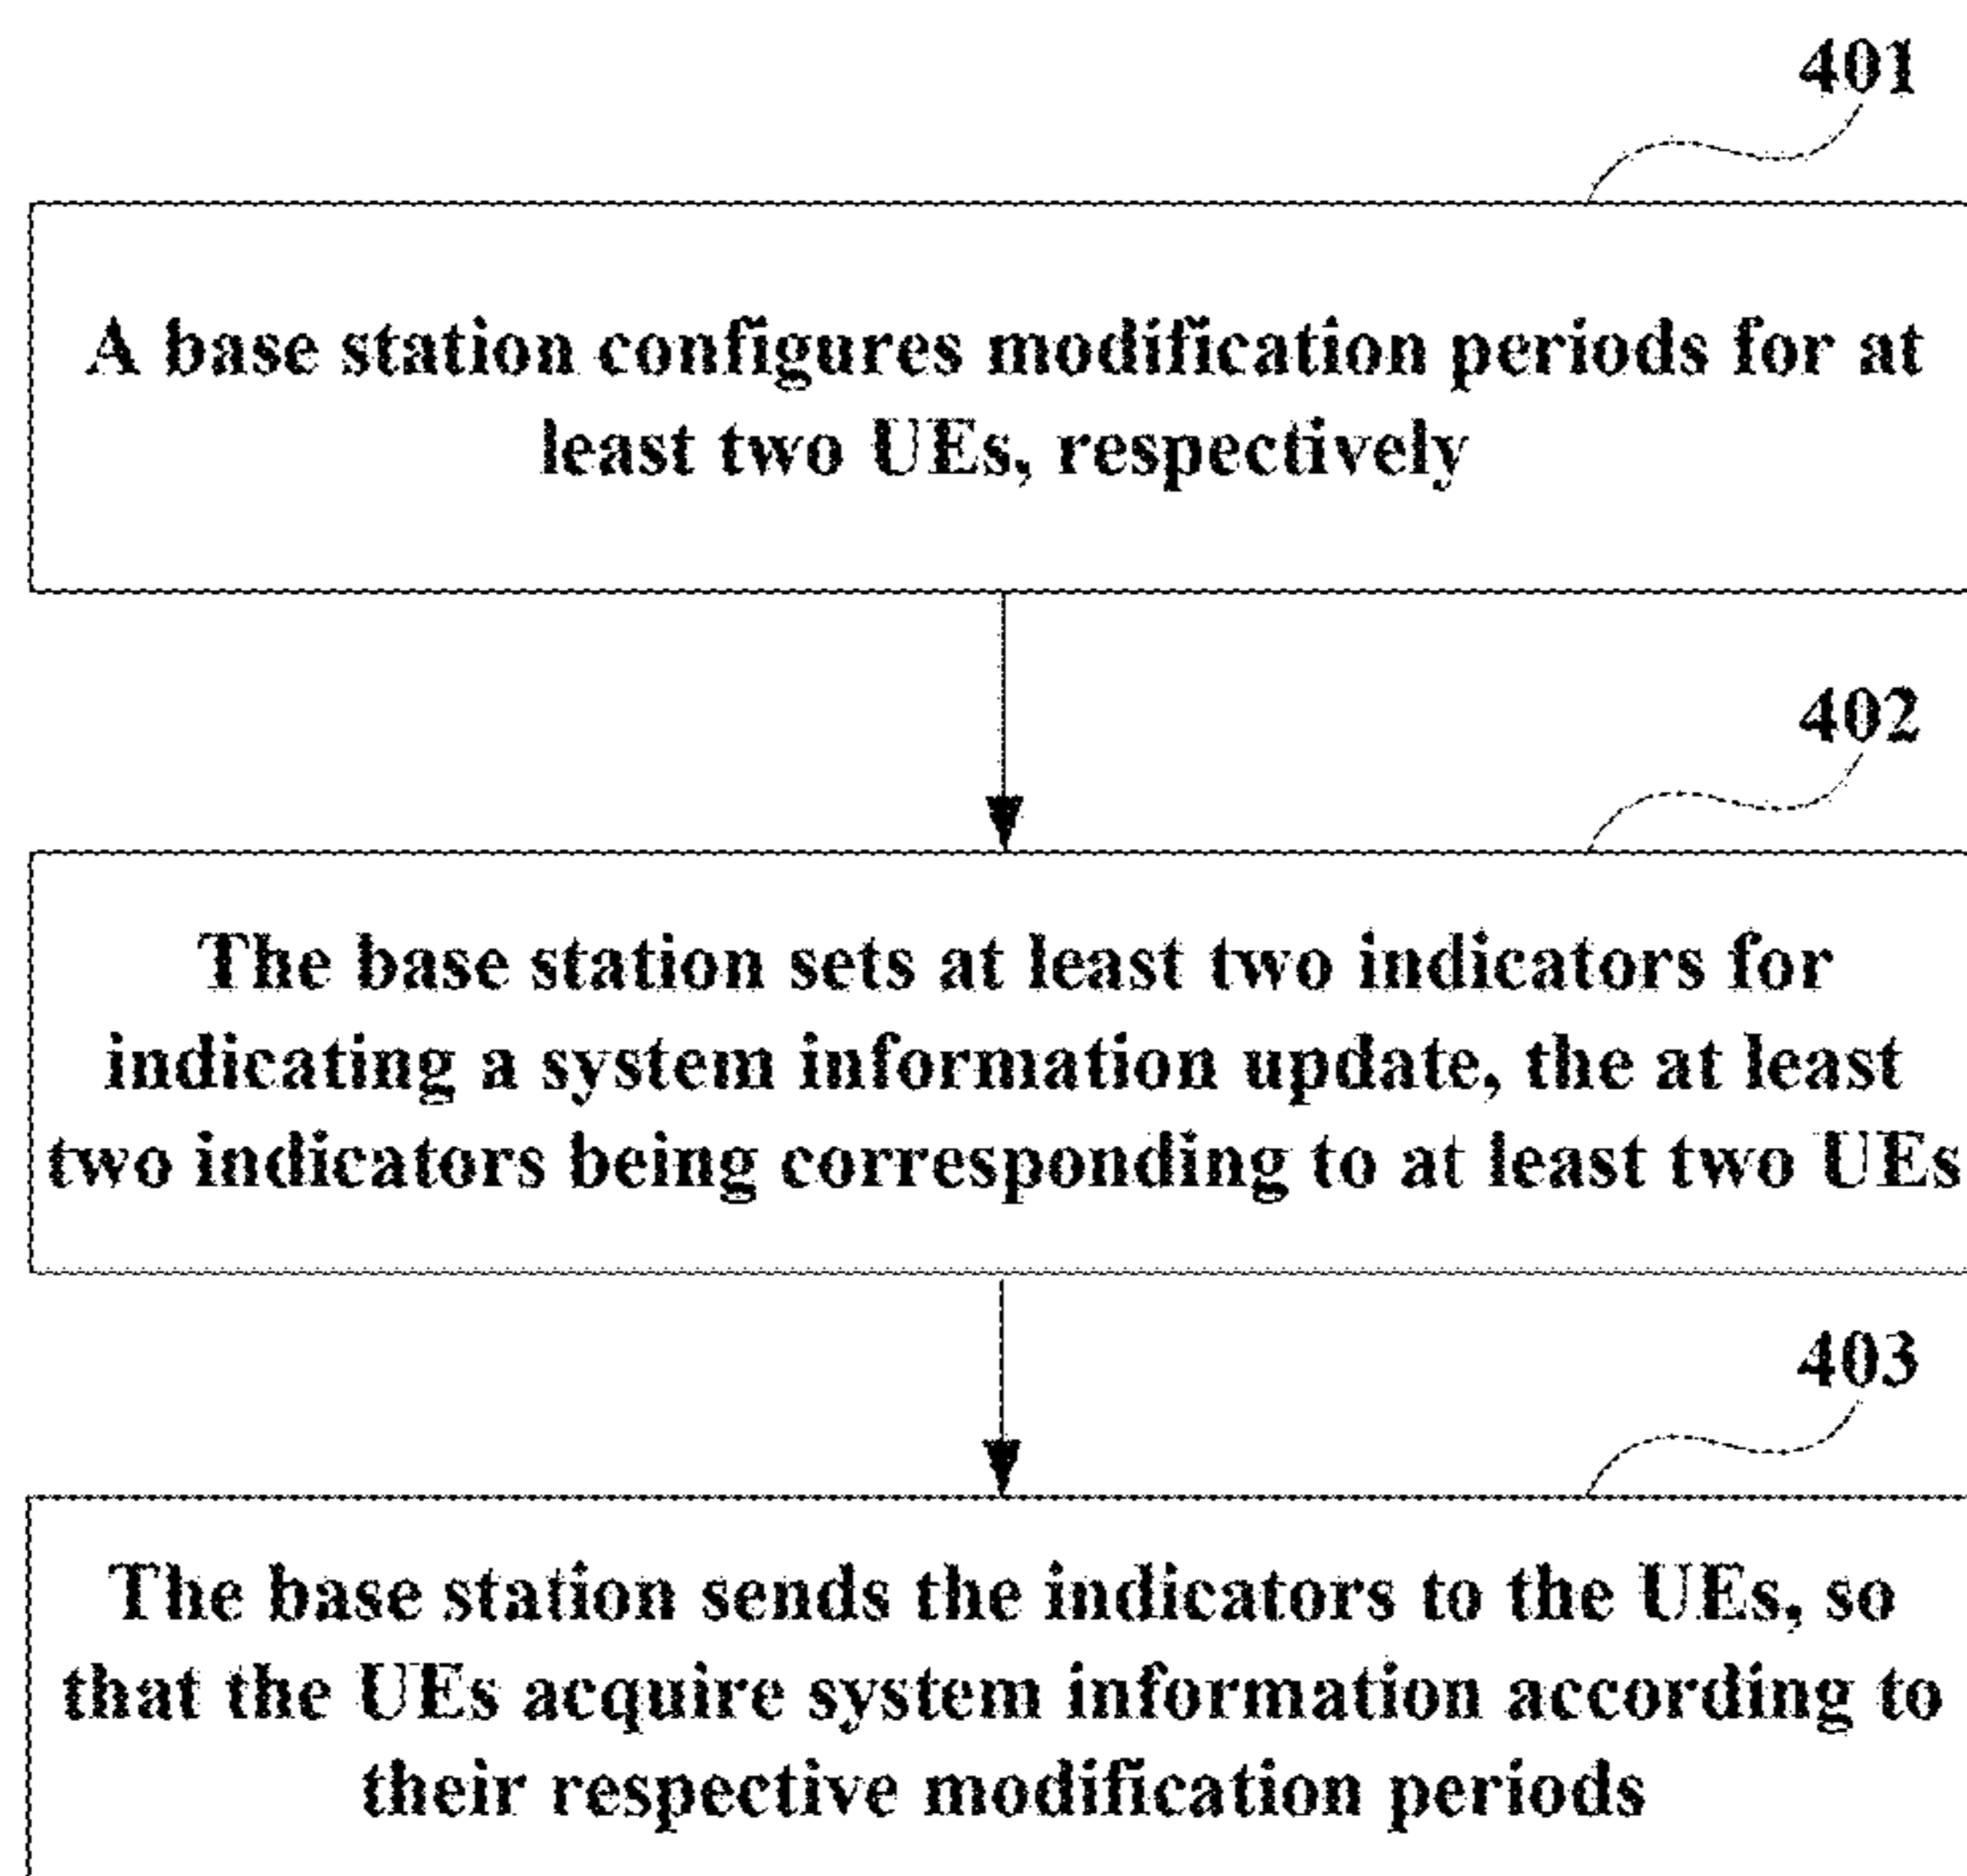 401
A base station configures modification periods for at
least two UEs, respectively
402
The base station sets at least two indicators for
indicating a system information update, the at least
two indicators being corresponding to at least two UEs
403
The base station sends the indicators to the UEs, so
that the UEs acquire system information according to
their respective modification periods